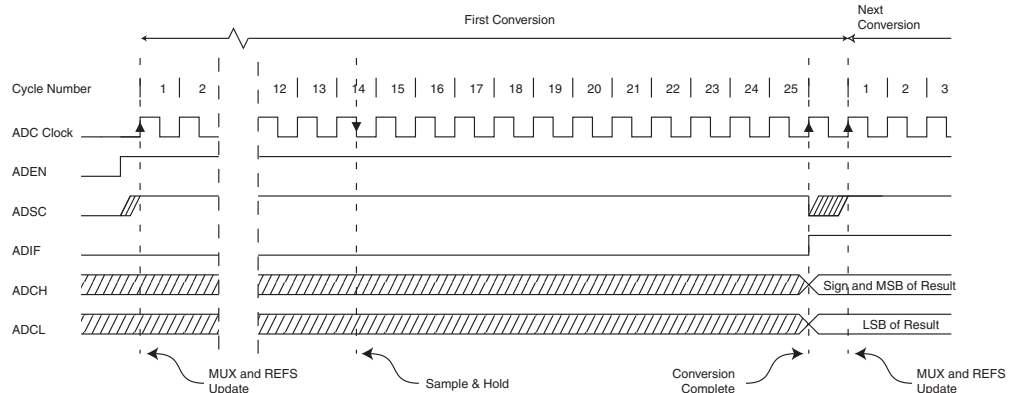 First Conversion
Next
Conversion
Cycle Number 1 2 12 13 14 15 16 17 18 19 20 21 22 23 24 25 1 2 3
ADC Clock
ADEN
ADSC
ADIF
ADCH Sign and MSB of Result
ADCL LSB of Result
MUX and REFS
Update
Sample & Hold
Conversion
Complete
MUX and REFS
Update